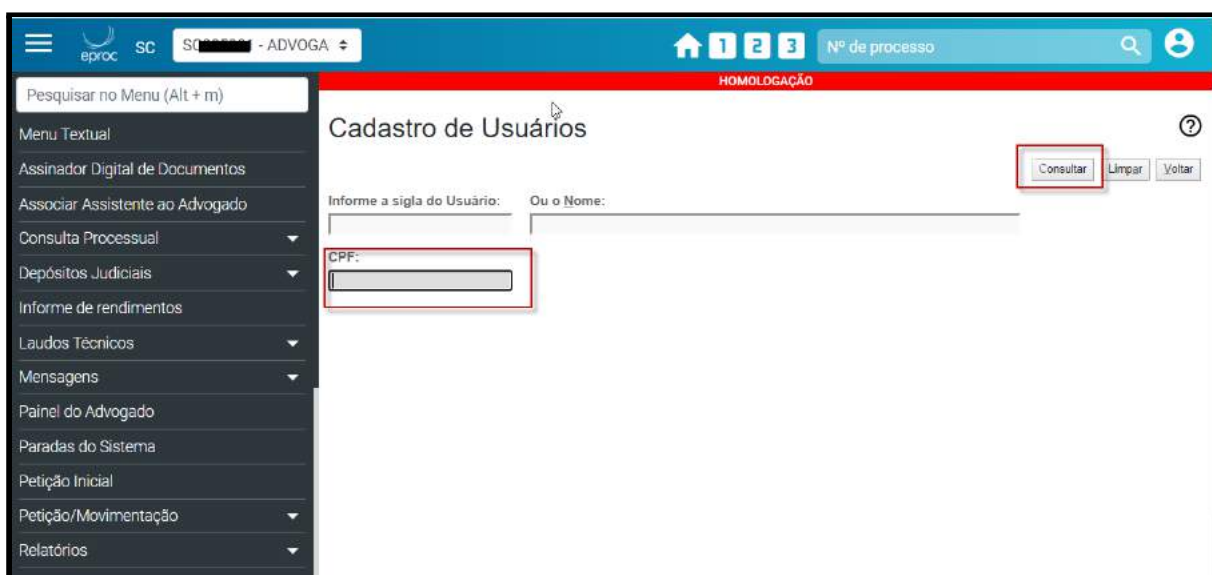 eproc
SC
SC - ADVOGA
1 2 3
Nº de processo
HOMOLOGAÇÃO
Pesquisar no Menu (Alt + m)
Menu Textual
Assinador Digital de Documentos
Associar Assistente ao Advogado
Consulta Processual
Depósitos Judiciais
Informe de rendimentos
Laudos Técnicos
Mensagens
Painel do Advogado
Paradas do Sistema
Petição Inicial
Petição/Movimentação
Relatórios
Cadastro de Usuários
?
Consultar Limpar Voltar
Informe a sigla do Usuário: Ou o Nome:
CPF: